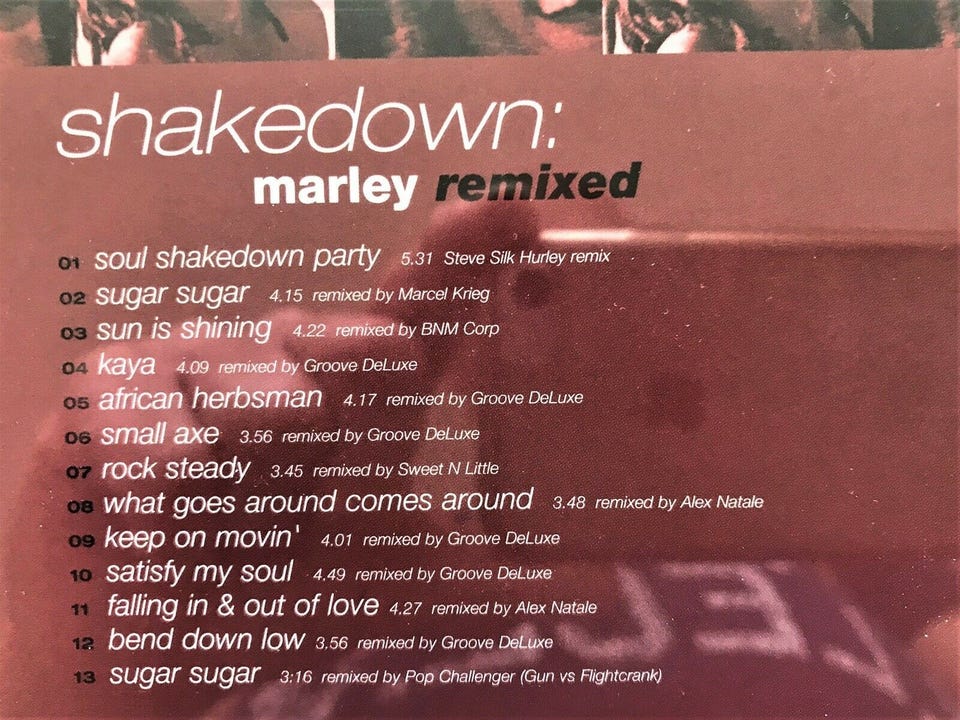 shakedown:
marley remixed
01 soul shakedown party 5.31 Steve Silk Hurley remix
02 sugar sugar 4.15 remixed by Marcel Krieg
03 sun is shining 4.22 remixed by BNM Corp
04 kaya 4.09 remixed by Groove DeLuxe
05 african herbsman 4.17 remixed by Groove DeLuxe
06 small axe 3.56 remixed by Groove DeLuxe
07 rock steady 3.45 remixed by Sweet N Little
08 what goes around comes around 3.48 remixed by Alex Natale
09 keep on movin' 4.01 remixed by Groove DeLuxe
10 satisfy my soul 4.49 remixed by Groove DeLuxe
11 falling in & out of love 4.27 remixed by Alex Natale
12 bend down low 3.56 remixed by Groove DeLuxe
13 sugar sugar 3:16 remixed by Pop Challenger (Gun vs Flightcrank)